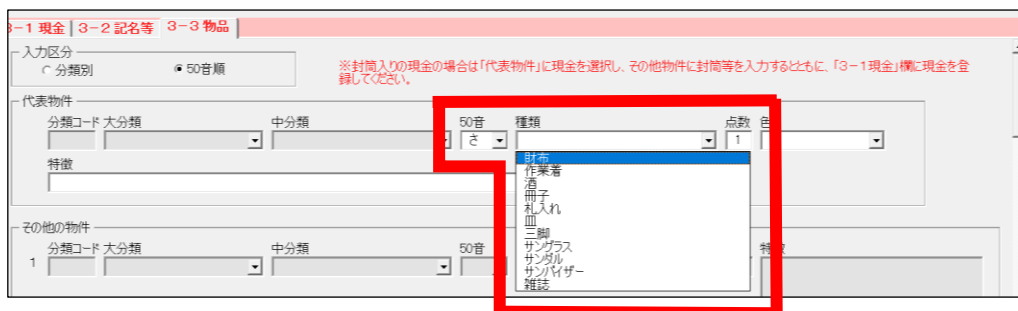 3-1 現金 3-2 記名等 3-3 物品
入力区分
分類別 50音順
※封筒入りの現金の場合は「代表物件」に現金を選択し、その他物件に封筒等を入力するとともに、「3-1現金」欄に現金を登
録してください。
代表物件
分類コード 大分類 中分類 50音 種類 点数 色
さ 1
特徴
財布
作業着
酒
冊子
札入れ
皿
三脚
サングラス
サンダル
サンバイザー
雑誌
その他の物件
分類コード 大分類 中分類 50音 特徴
1